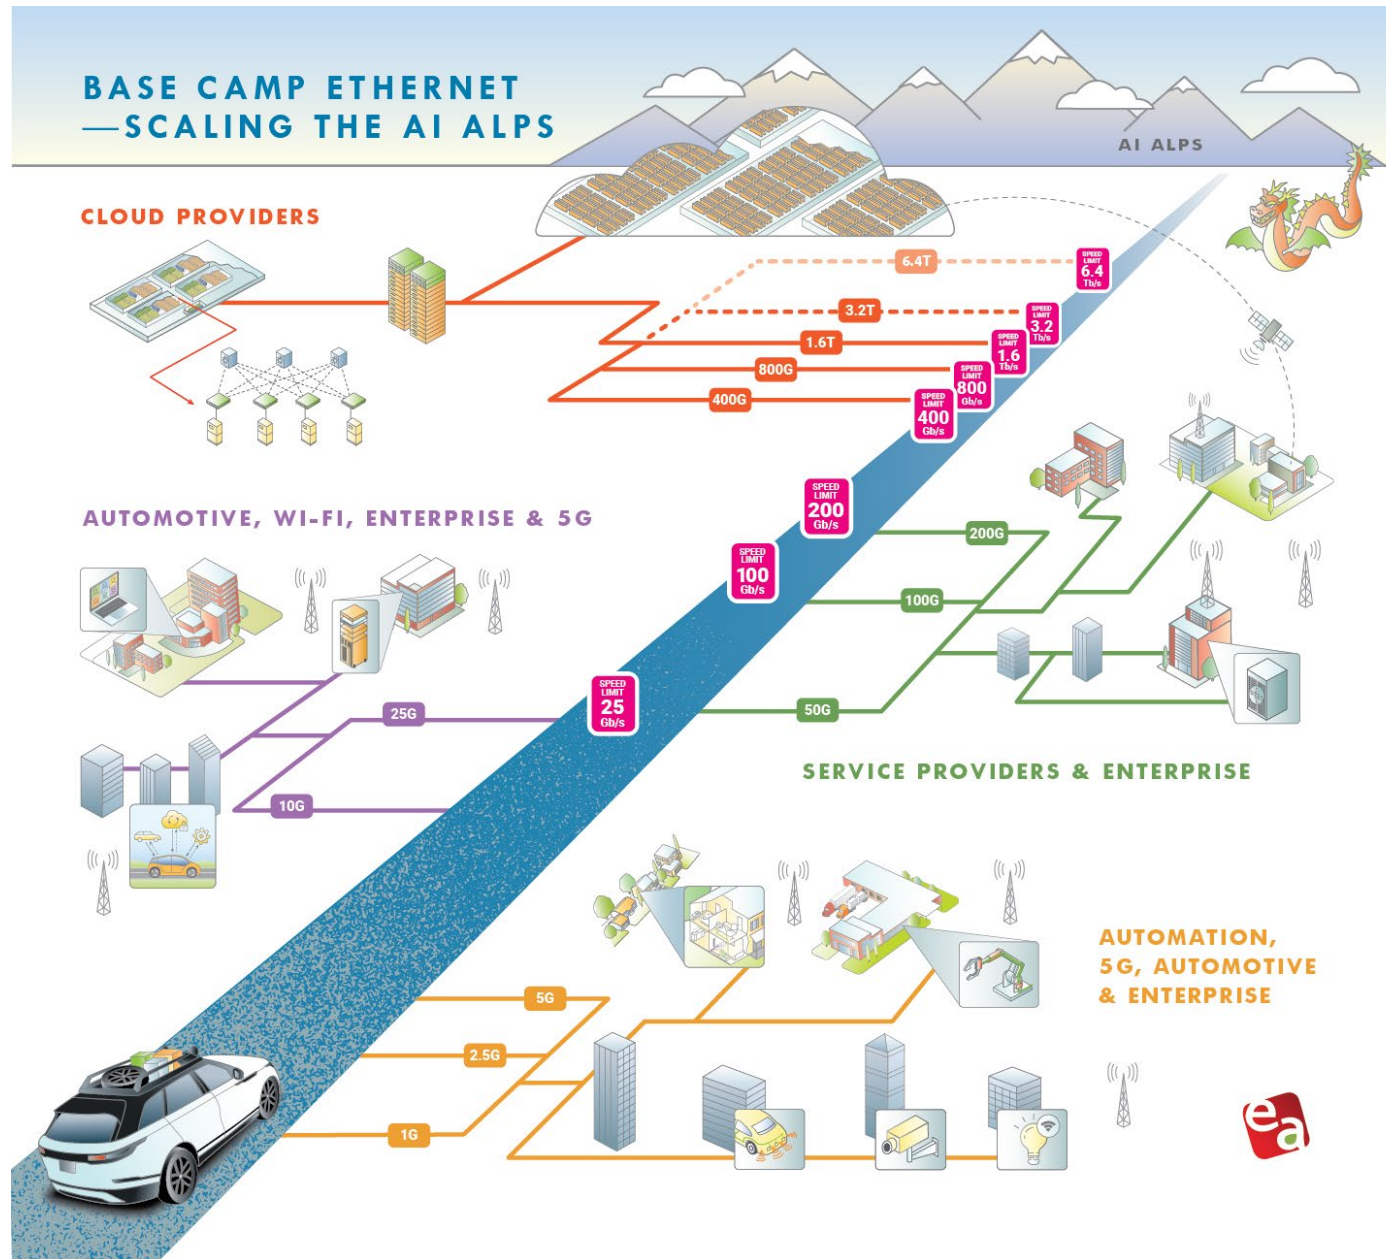 BASE CAMP ETHERNET
—SCALING THE AI ALPS
AI ALPS
CLOUD PROVIDERS
6.4T
SPEED
LIMIT
6.4
Tb/s
3.2T
SPEED
LIMIT
3.2
Tb/s
1.6T
SPEED
LIMIT
1.6
Tb/s
800G
SPEED
LIMIT
800
Gb/s
400G
SPEED
LIMIT
400
Gb/s
SPEED
LIMIT
200
Gb/s
AUTOMOTIVE, WI-FI, ENTERPRISE & 5G
200G
SPEED
LIMIT
100
Gb/s
100G
SPEED
LIMIT
25
Gb/s
25G
50G
SERVICE PROVIDERS & ENTERPRISE
10G
AUTOMATION,
5G, AUTOMOTIVE
& ENTERPRISE
5G
2.5G
1G
ea